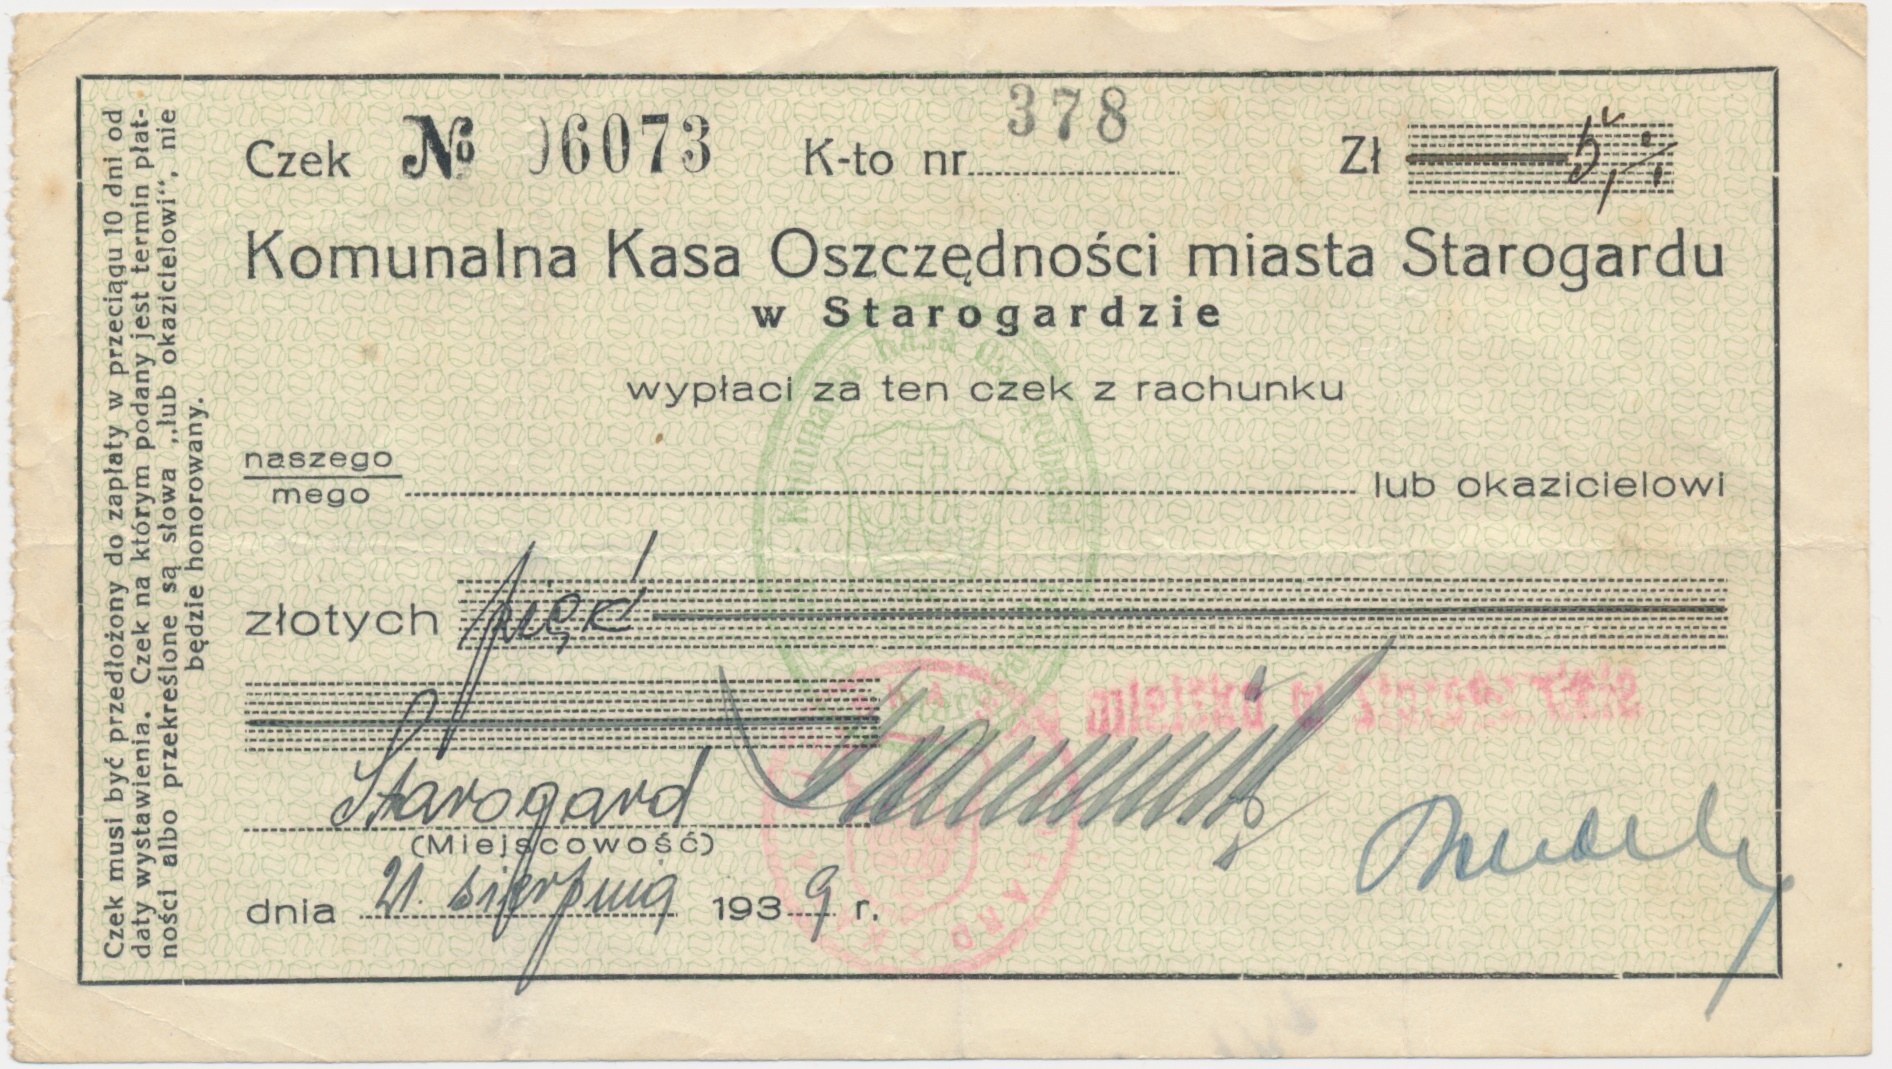 Czek № 06073 K-to nr. 378 Zł 5,
Komunalna Kasa Oszczędności miasta Starogardu
w Starogardzie
wypłaci za ten czek z rachunku
naszego
mego lub okazicielowi
złotych pięć
Starogard
(Miejscowość)
dnia 21. sierpnia 1939 r.
Czek musi być przedłożony do zapłaty w przeciągu 10 dni od
daty wystawienia. Czek na którym podany jest termin płat-
ności albo przekreślone są słowa „lub okazicielowi“, nie
będzie honorowany.